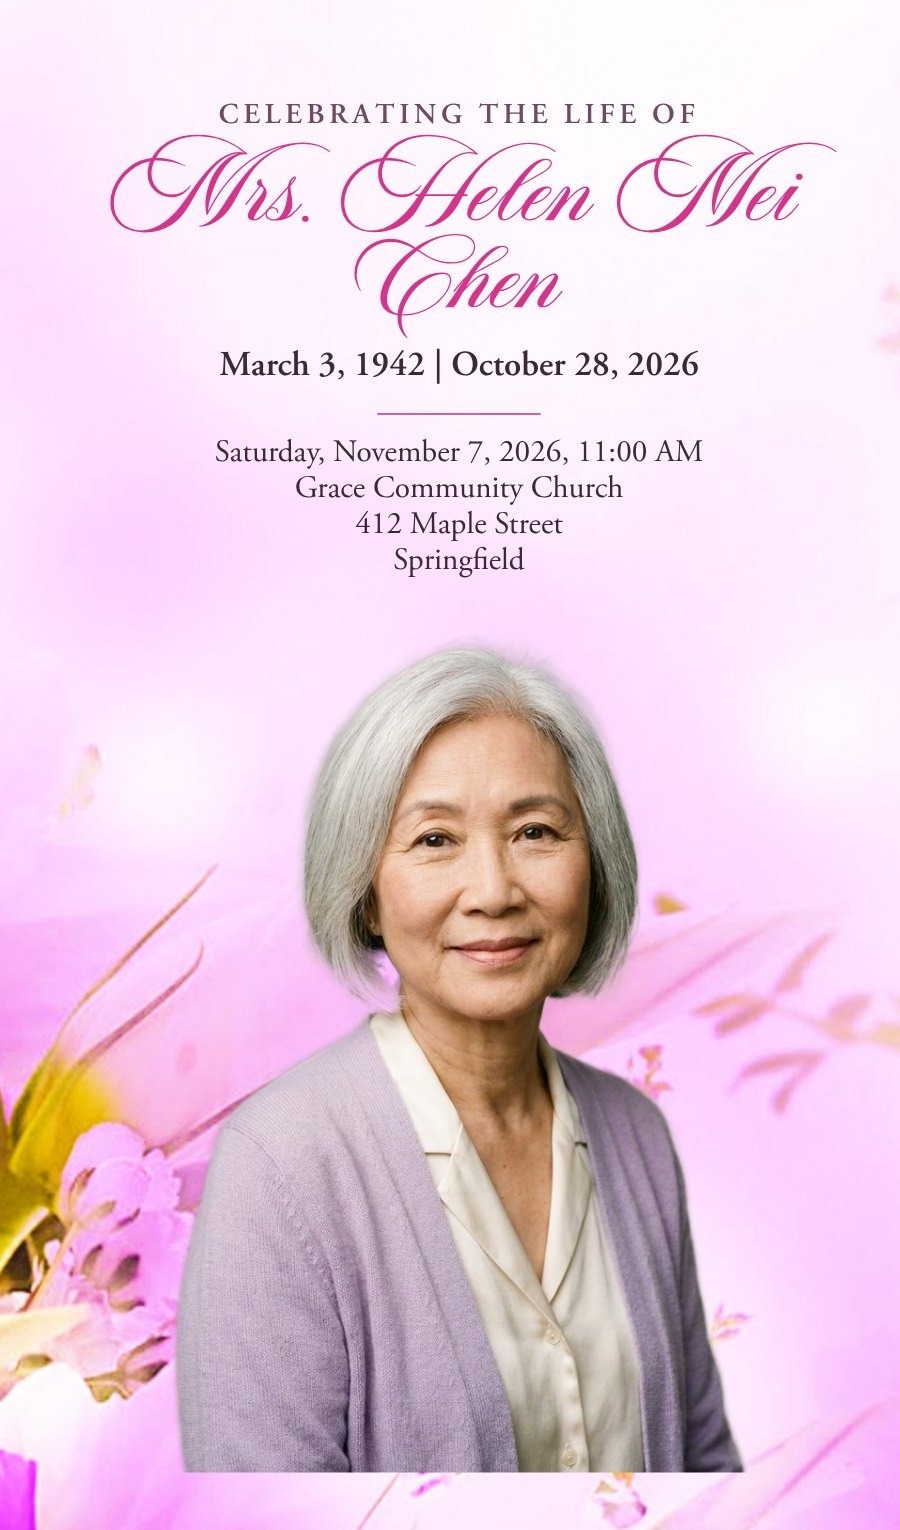 CELEBRATING THE LIFE OF
Mrs. Helen Mei
Chen
March 3, 1942 | October 28, 2026
Saturday, November 7, 2026, 11:00 AM
Grace Community Church
412 Maple Street
Springfield